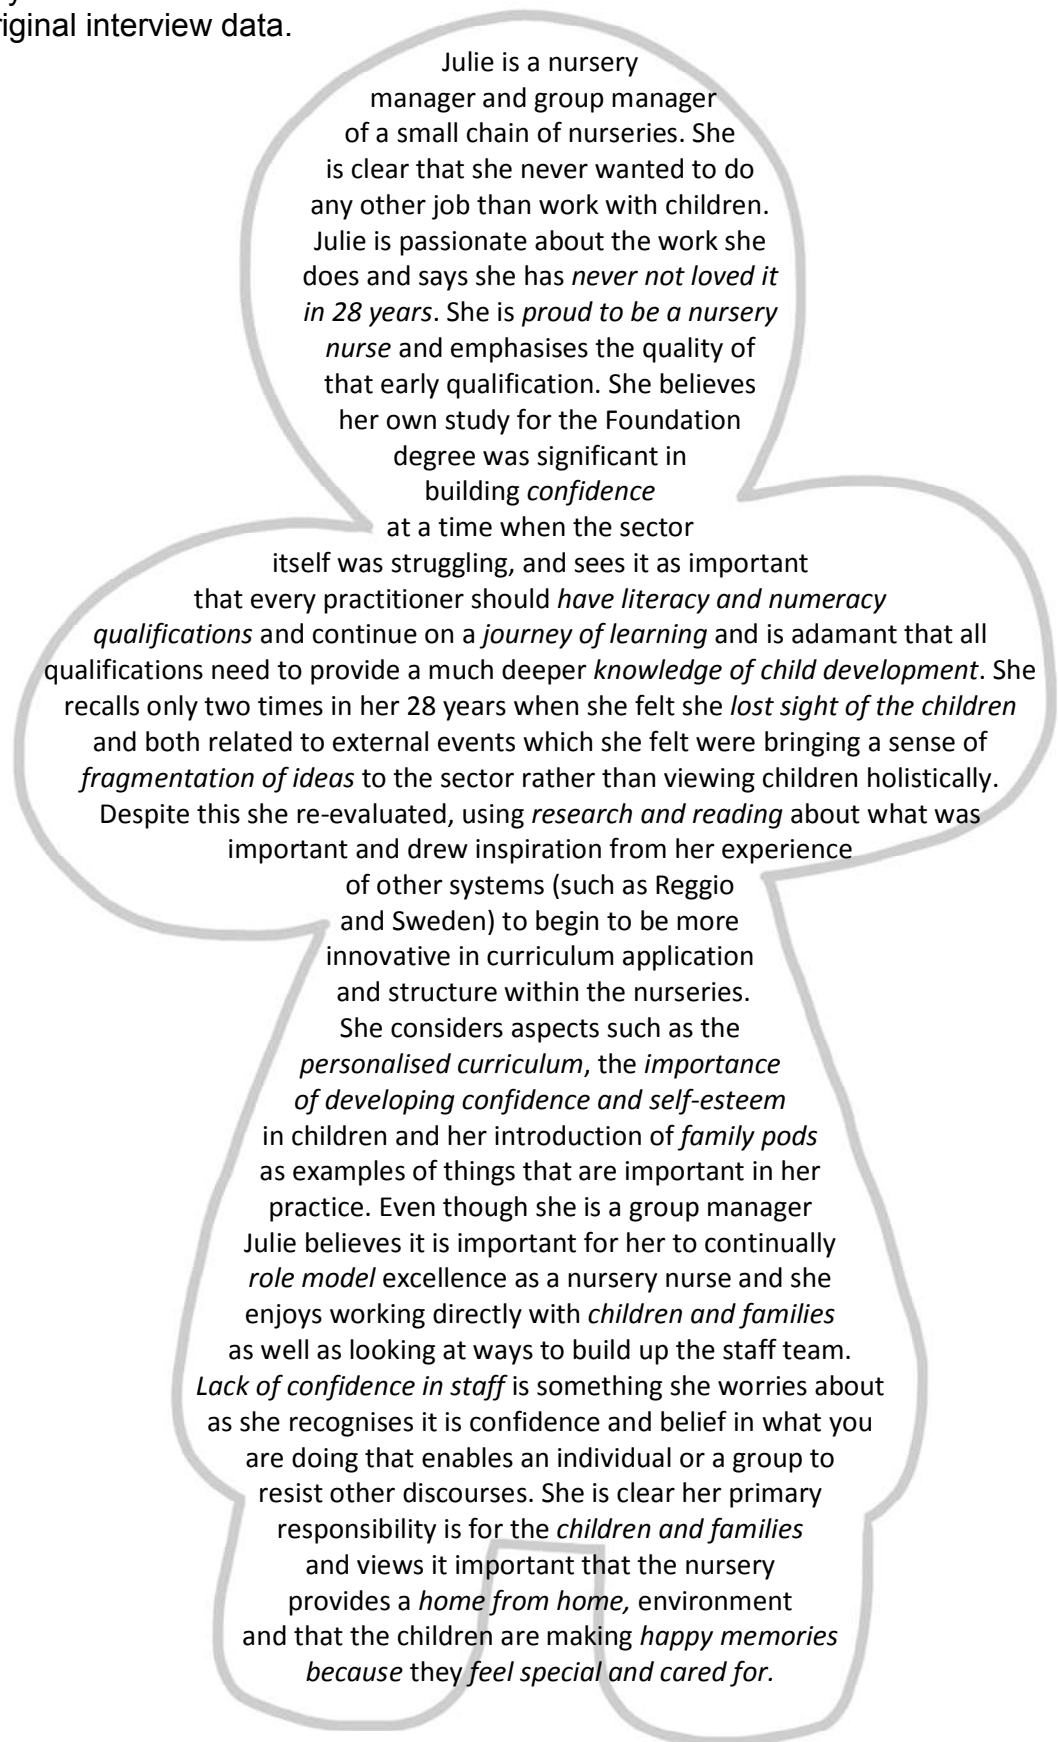 riginal interview data.
Julie is a nursery
manager and group manager
of a small chain of nurseries. She
is clear that she never wanted to do
any other job than work with children.
Julie is passionate about the work she
does and says she has never not loved it
in 28 years. She is proud to be a nursery
nurse and emphasises the quality of
that early qualification. She believes
her own study for the Foundation
degree was significant in
building confidence
at a time when the sector
itself was struggling, and sees it as important
that every practitioner should have literacy and numeracy
qualifications and continue on a journey of learning and is adamant that all
qualifications need to provide a much deeper knowledge of child development. She
recalls only two times in her 28 years when she felt she lost sight of the children
and both related to external events which she felt were bringing a sense of
fragmentation of ideas to the sector rather than viewing children holistically.
Despite this she re-evaluated, using research and reading about what was
important and drew inspiration from her experience
of other systems (such as Reggio
and Sweden) to begin to be more
innovative in curriculum application
and structure within the nurseries.
She considers aspects such as the
personalised curriculum, the importance
of developing confidence and self-esteem
in children and her introduction of family pods
as examples of things that are important in her
practice. Even though she is a group manager
Julie believes it is important for her to continually
role model excellence as a nursery nurse and she
enjoys working directly with children and families
as well as looking at ways to build up the staff team.
Lack of confidence in staff is something she worries about
as she recognises it is confidence and belief in what you
are doing that enables an individual or a group to
resist other discourses. She is clear her primary
responsibility is for the children and families
and views it important that the nursery
provides a home from home, environment
and that the children are making happy memories
because they feel special and cared for.